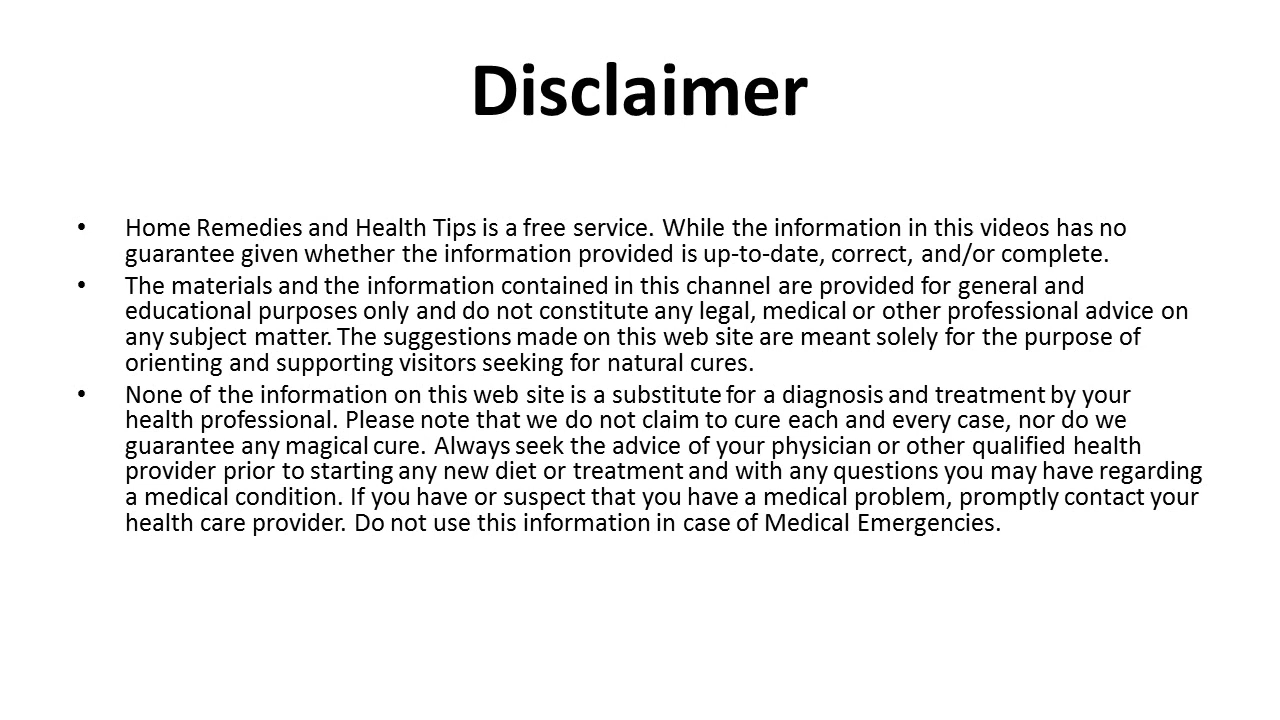 Disclaimer
• Home Remedies and Health Tips is a free service. While the information in this videos has no
guarantee given whether the information provided is up-to-date, correct, and/or complete.
• The materials and the information contained in this channel are provided for general and
educational purposes only and do not constitute any legal, medical or other professional advice on
any subject matter. The suggestions made on this web site are meant solely for the purpose of
orienting and supporting visitors seeking for natural cures.
• None of the information on this web site is a substitute for a diagnosis and treatment by your
health professional. Please note that we do not claim to cure each and every case, nor do we
guarantee any magical cure. Always seek the advice of your physician or other qualified health
provider prior to starting any new diet or treatment and with any questions you may have regarding
a medical condition. If you have or suspect that you have a medical problem, promptly contact your
health care provider. Do not use this information in case of Medical Emergencies.